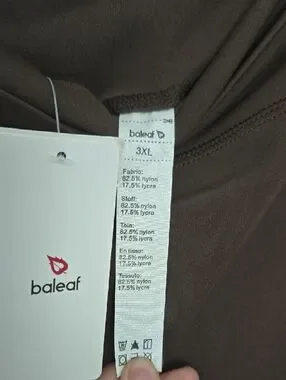 baleaf
3XL
Fabric:
82.5% nylon
17.5% lycra
Stoff:
82.5% nylon
17.5% lycra
Tela:
82.5% nylon
17.5% lycra
En tissu:
82.5% nylon
17.5% lycra
Tessuto:
82.5% nylon
17.5% lycra
baleaf